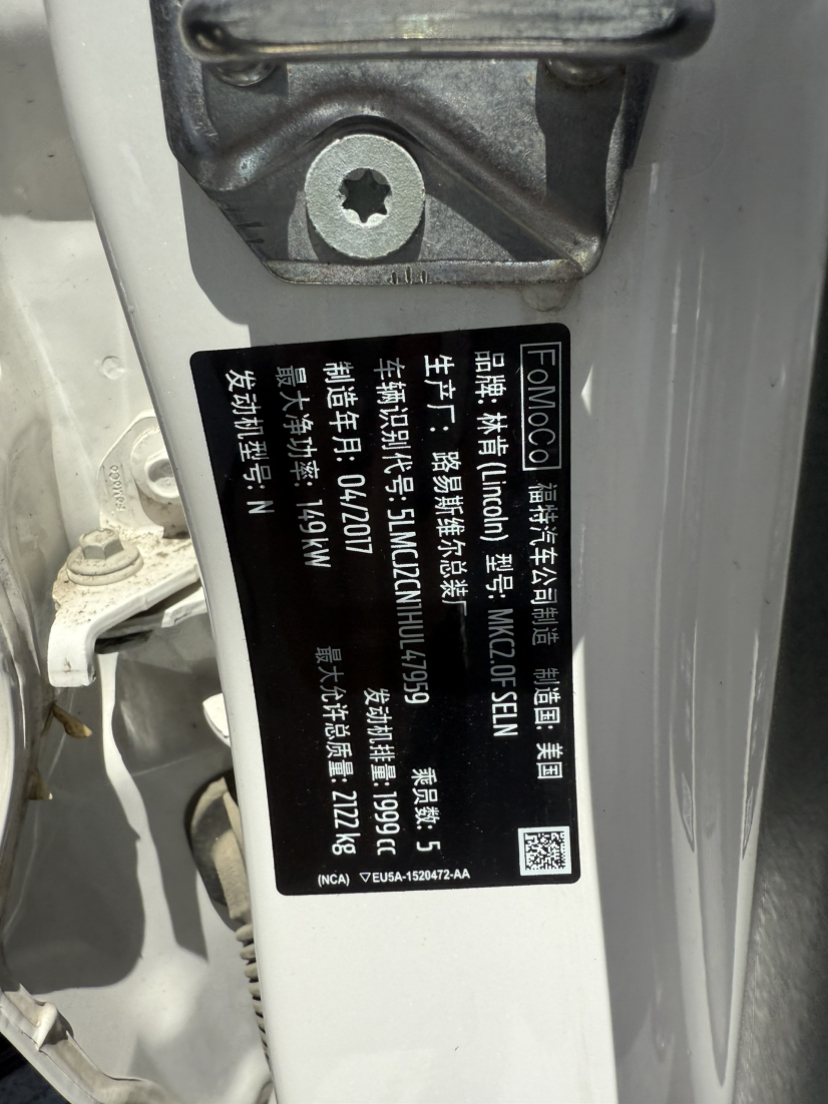 FoMoCo 福特汽车公司制造 制造国: 美国
品牌: 林肯(Lincoln) 型号: MKC2.0F SELN
生产厂: 路易斯维尔总装厂 乘员数: 5
车辆识别代号: 5LMCJ2CN1HUL47959
制造年月: 04/2017 发动机排量: 1999 cc
最大净功率: 149 kW 最大允许总质量: 2122 kg
发动机型号: N
(NCA) ▽EU5A-1520472-AA